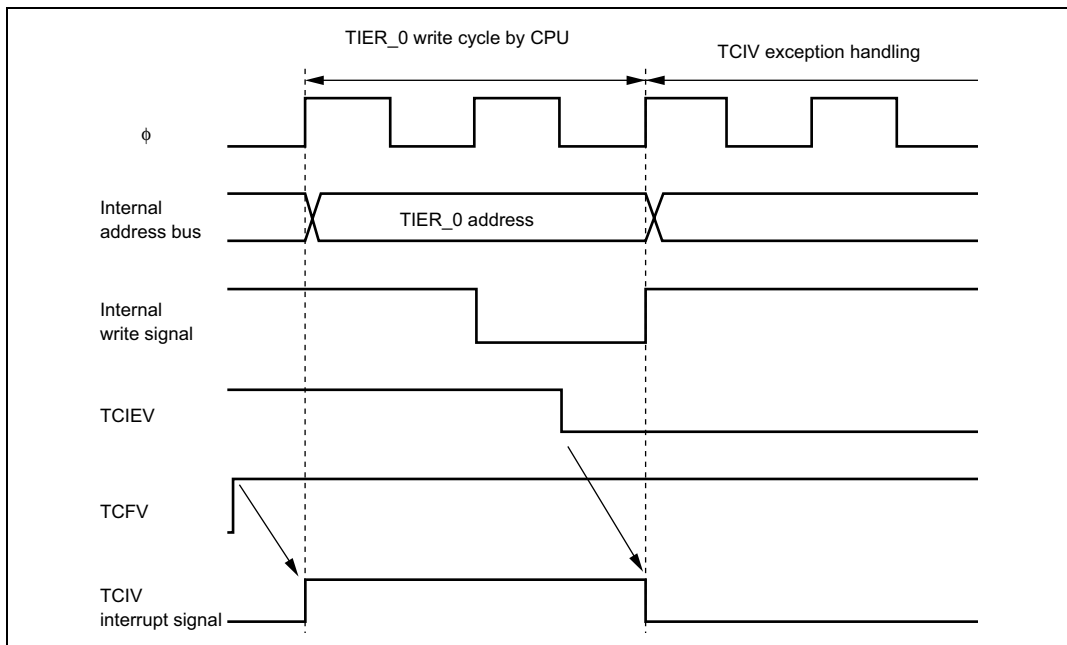 TIER_0 write cycle by CPU
TCIV exception handling
ϕ
Internal
address bus
TIER_0 address
Internal
write signal
TCIEV
TCFV
TCIV
interrupt signal